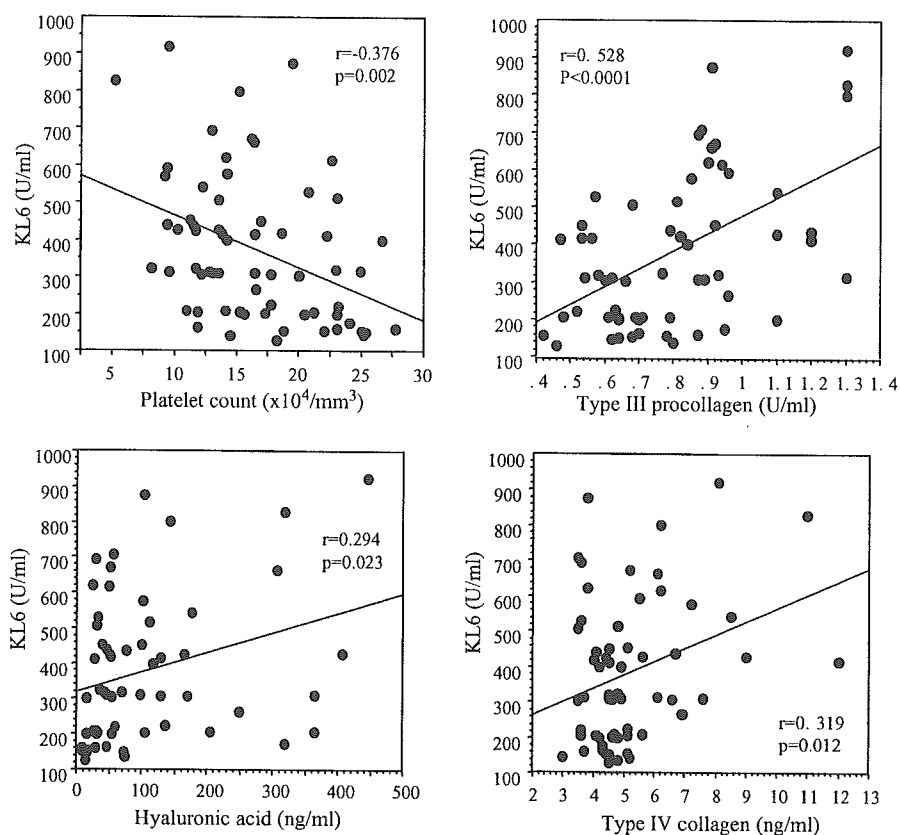 1000
900
800
700
600
500
400
300
200
100
KL6 (U/ml)
r=-0.376
p=0.002
5 10 15 20 25 30
Platelet count (x10⁴/mm³)
1000
900
800
700
600
500
400
300
200
100
KL6 (U/ml)
r=0. 528
P<0.0001
. 4 . 5 . 6 . 7 . 8 . 9 1 1. 1 1. 2 1. 3 1. 4
Type III procollagen (U/ml)
1000
900
800
700
600
500
400
300
200
100
KL6 (U/ml)
r=0.294
p=0.023
0 100 200 300 400 500
Hyaluronic acid (ng/ml)
1000
900
800
700
600
500
400
300
200
100
KL6 (U/ml)
r=0. 319
p=0.012
2 3 4 5 6 7 8 9 10 11 12 13
Type IV collagen (ng/ml)